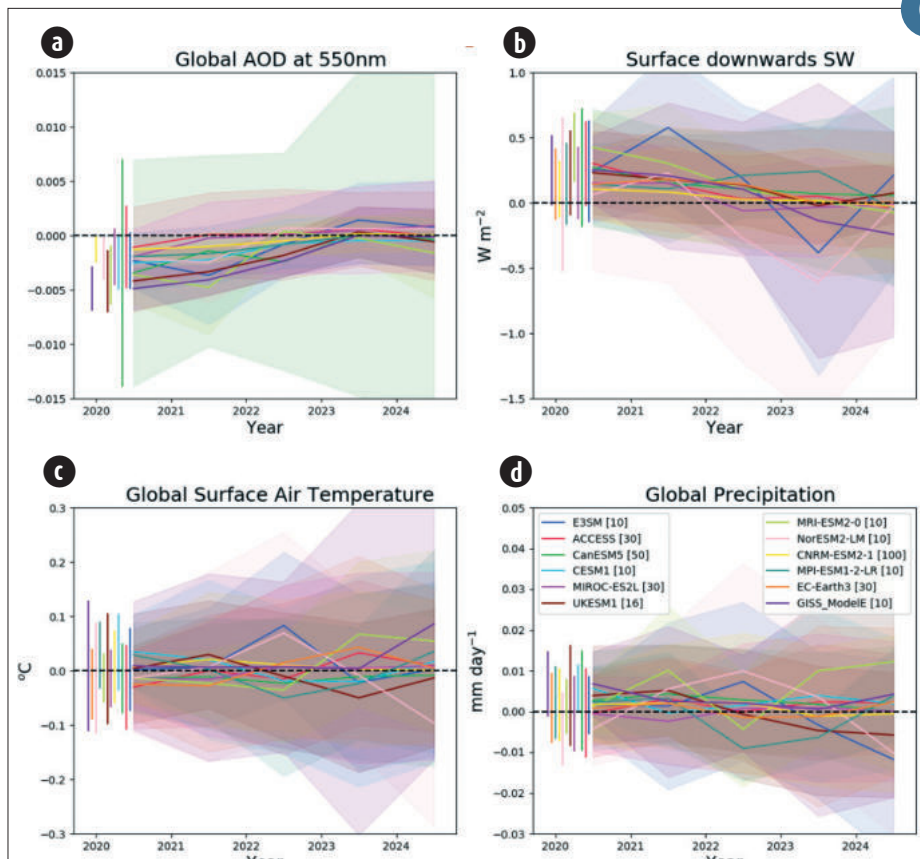 a
Global AOD at 550nm
0.015
0.010
0.005
0.000
−0.005
−0.010
−0.015
2020 2021 2022 2023 2024
Year
b
Surface downwards SW
W m−2
1.0
0.5
0.0
−0.5
−1.0
−1.5
2020 2021 2022 2023 2024
Year
c
Global Surface Air Temperature
oC
0.3
0.2
0.1
0.0
−0.1
−0.2
−0.3
2020 2021 2022 2023 2024
Year
d
Global Precipitation
mm day−1
0.05
0.04
0.03
0.02
0.01
0.00
−0.01
−0.02
−0.03
E3SM [10]
ACCESS [30]
CanESM5 [50]
CESM1 [10]
MIROC-ES2L [30]
UKESM1 [16]
MRI-ESM2-0 [10]
NorESM2-LM [10]
CNRM-ESM2-1 [100]
MPI-ESM1-2-LR [10]
EC-Earth3 [30]
GISS_ModelE [10]
2020 2021 2022 2023 2024
Year